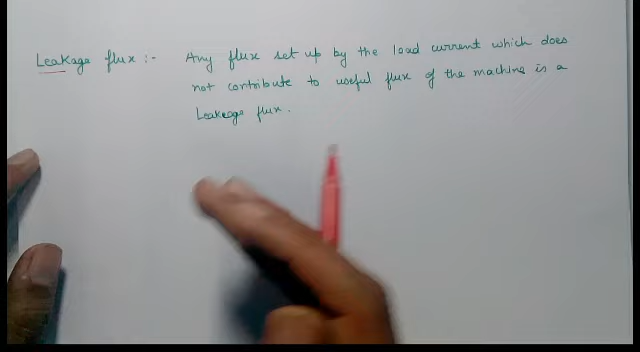 Leakage flux :- Any flux set up by the load current which does
not contribute to useful flux of the machine is a
Leakage flux.